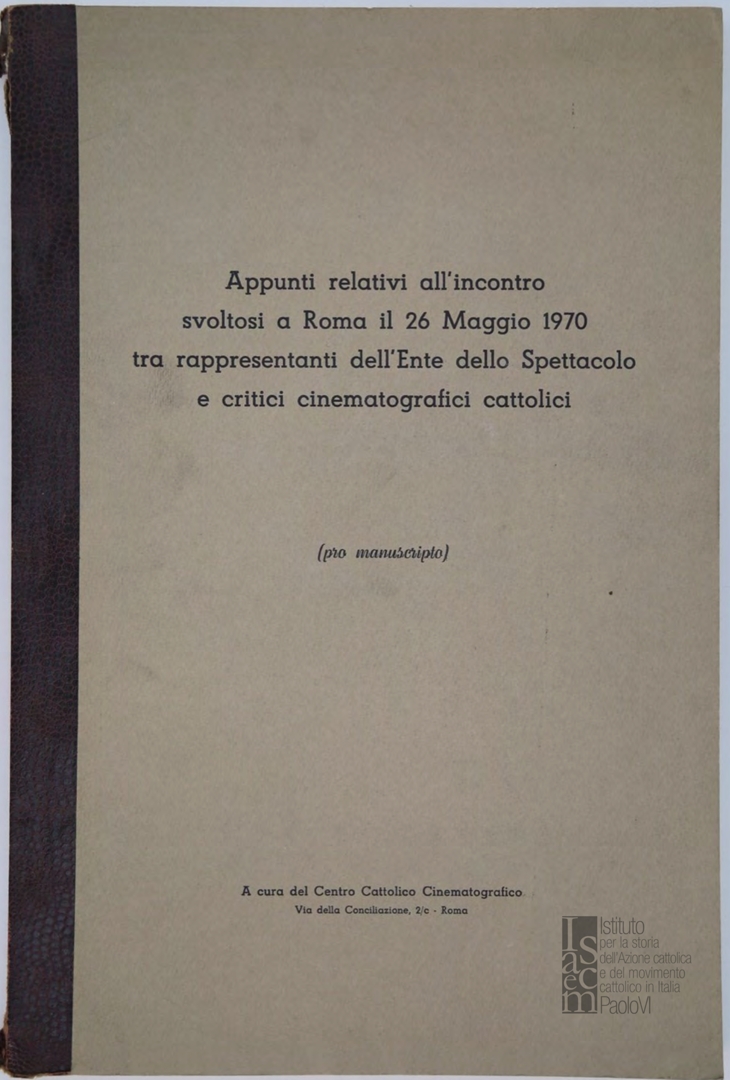 Appunti relativi all'incontro
svoltosi a Roma il 26 Maggio 1970
tra rappresentanti dell'Ente dello Spettacolo
e critici cinematografici cattolici
(pro manuscripto)
A cura del Centro Cattolico Cinematografico
Via della Conciliazione, 2/c - Roma
Isacem
Istituto
per la storia
dell'Azione cattolica
e del movimento
cattolico in Italia
PaoloVI